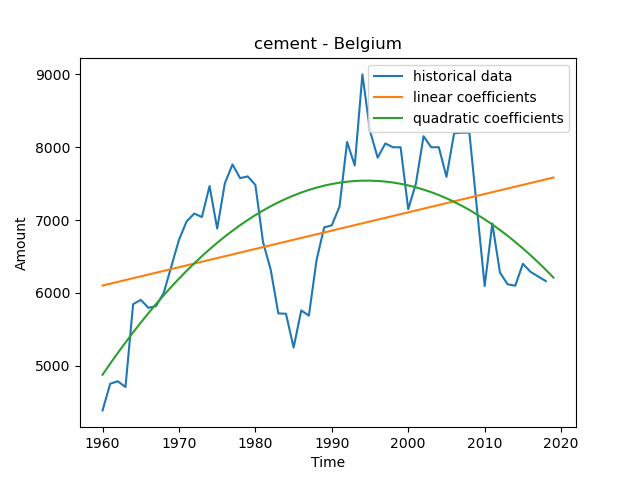 cement - Belgium
historical data
linear coefficients
quadratic coefficients
9000
8000
7000
6000
5000
Amount
1960 1970 1980 1990 2000 2010 2020
Time